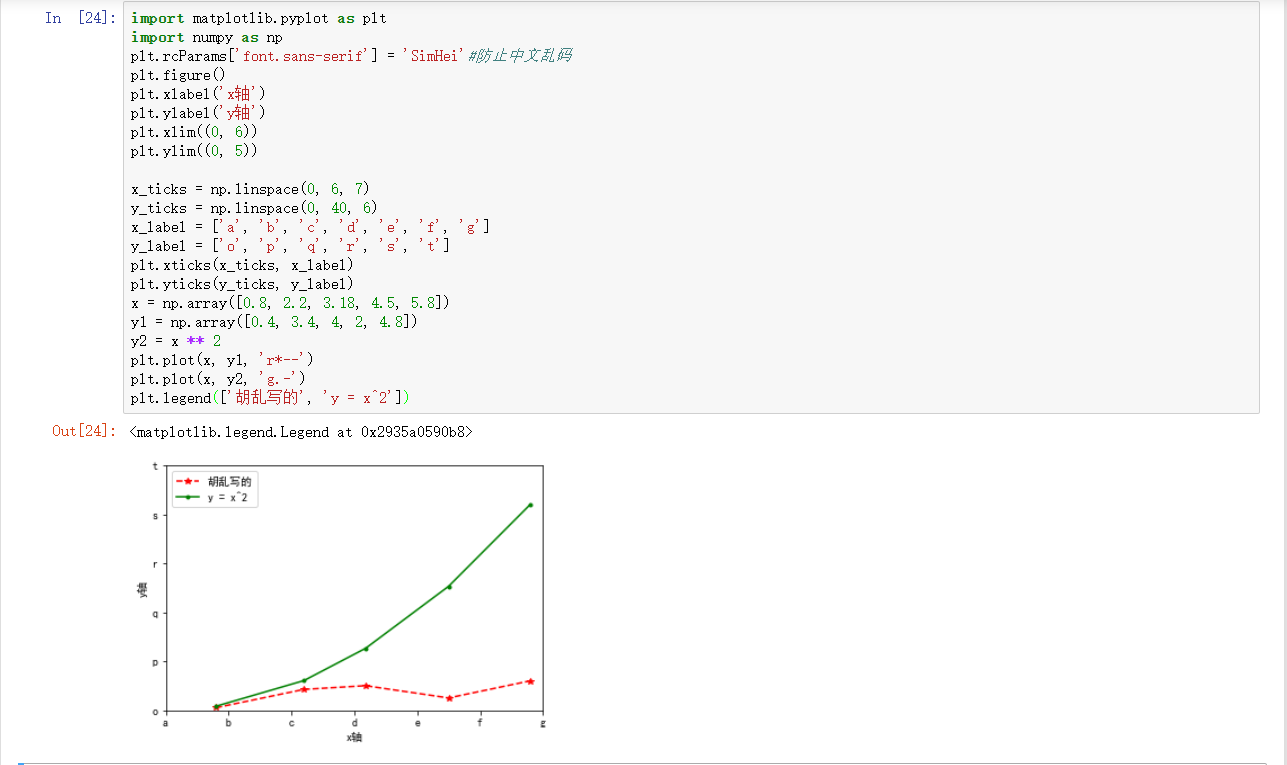 In [24]:
import matplotlib.pyplot as plt
import numpy as np
plt.rcParams['font.sans-serif'] = 'SimHei'#防止中文乱码
plt.figure()
plt.xlabel('x轴')
plt.ylabel('y轴')
plt.xlim((0, 6))
plt.ylim((0, 5))
x_ticks = np.linspace(0, 6, 7)
y_ticks = np.linspace(0, 40, 6)
x_label = ['a', 'b', 'c', 'd', 'e', 'f', 'g']
y_label = ['o', 'p', 'q', 'r', 's', 't']
plt.xticks(x_ticks, x_label)
plt.yticks(y_ticks, y_label)
x = np.array([0.8, 2.2, 3.18, 4.5, 5.8])
y1 = np.array([0.4, 3.4, 4, 2, 4.8])
y2 = x ** 2
plt.plot(x, y1, 'r*--')
plt.plot(x, y2, 'g.-')
plt.legend(['胡乱写的', 'y = x^2'])
Out[24]: <matplotlib.legend.Legend at 0x2935a0590b8>
t
胡乱写的
y = x^2
s
r
y轴
q
p
o
a b c d e f g
x轴